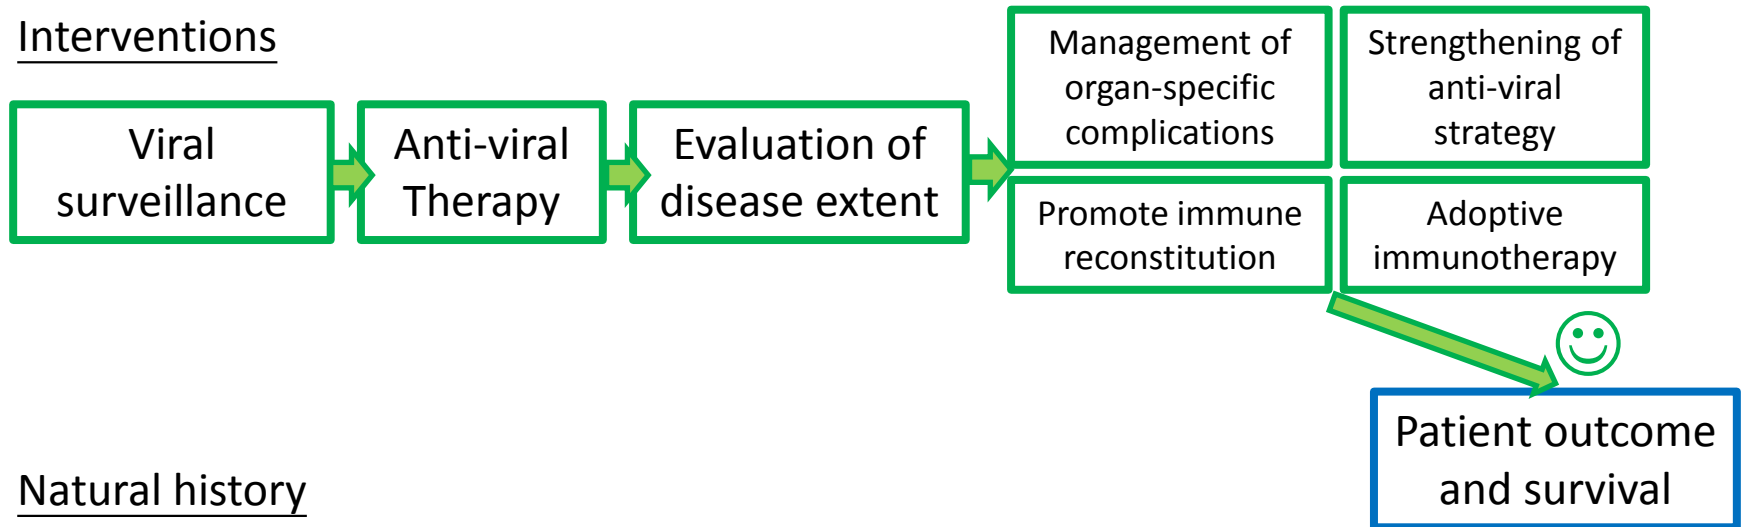 Interventions
Viral
surveillance
Anti-viral
Therapy
Evaluation of
disease extent
Management of
organ-specific
complications
Strengthening of
anti-viral
strategy
Promote immune
reconstitution
Adoptive
immunotherapy
Patient outcome
and survival
Natural history